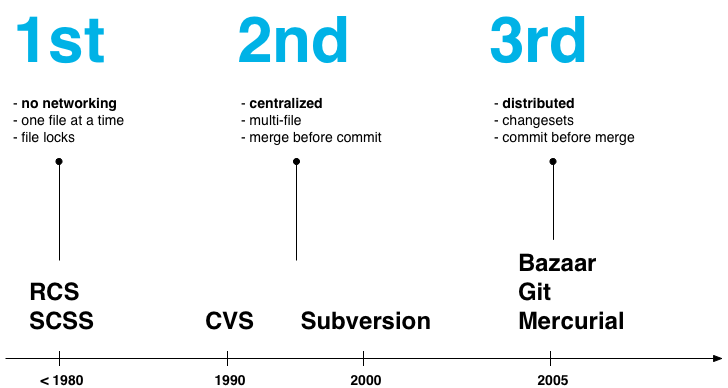 1st
- no networking
- one file at a time
- file locks
2nd
- centralized
- multi-file
- merge before commit
3rd
- distributed
- changesets
- commit before merge
RCS
SCSS
CVS
Subversion
Bazaar
Git
Mercurial
< 1980
1990
2000
2005